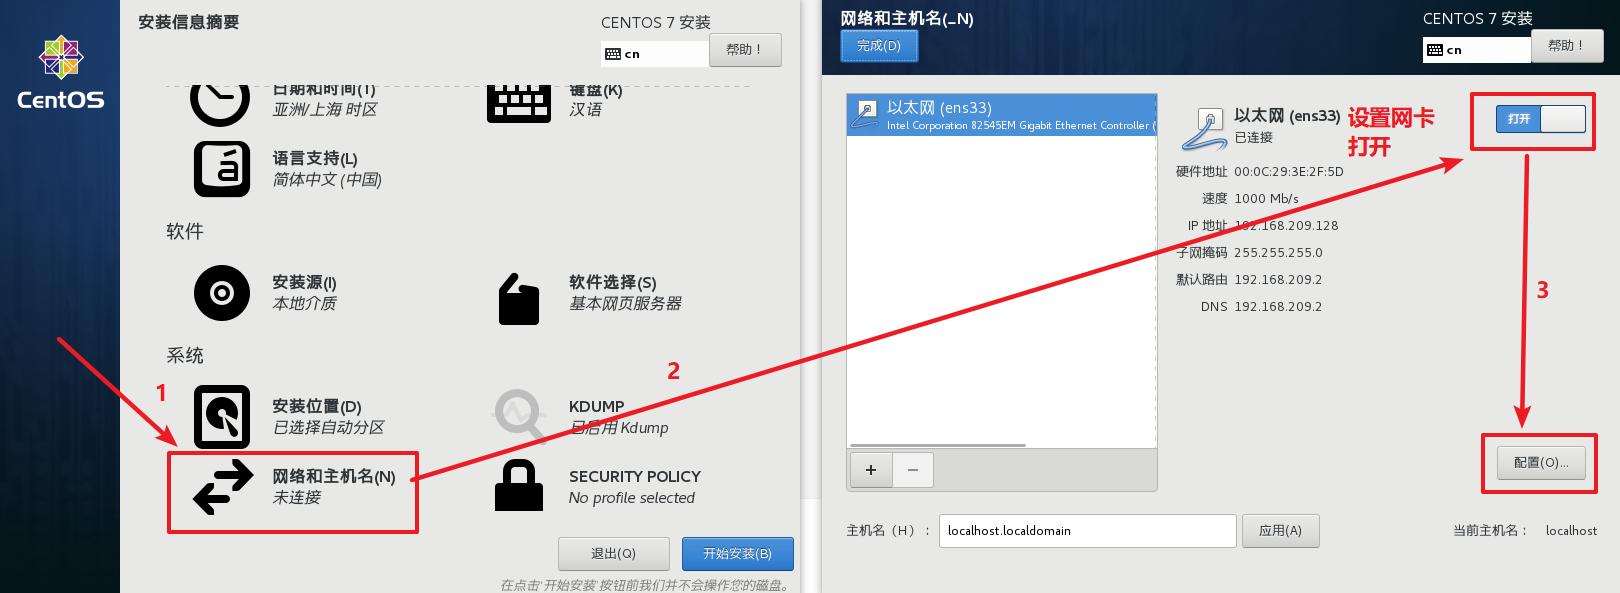 安装信息摘要
CENTOS 7 安装
cn
帮助！
CentOS
日期和时间(T)
亚洲/上海 时区
键盘(K)
汉语
语言支持(L)
简体中文 (中国)
软件
安装源(I)
本地介质
软件选择(S)
基本网页服务器
系统
1
2
安装位置(D)
已选择自动分区
KDUMP
已启用 Kdump
网络和主机名(N)
未连接
SECURITY POLICY
No profile selected
退出(Q)
开始安装(B)
在点击'开始安装'按钮前我们并不会操作您的磁盘。
网络和主机名(_N)
完成(D)
CENTOS 7 安装
cn
帮助！
以太网 (ens33)
Intel Corporation 82545EM Gigabit Ethernet Controller (
以太网 (ens33)
已连接
设置网卡
打开
打开
硬件地址 00:0C:29:3E:2F:5D
速度 1000 Mb/s
IP 地址 192.168.209.128
子网掩码 255.255.255.0
默认路由 192.168.209.2
DNS 192.168.209.2
3
+
−
配置(O)...
主机名（H）： localhost.localdomain
应用(A)
当前主机名： localhost